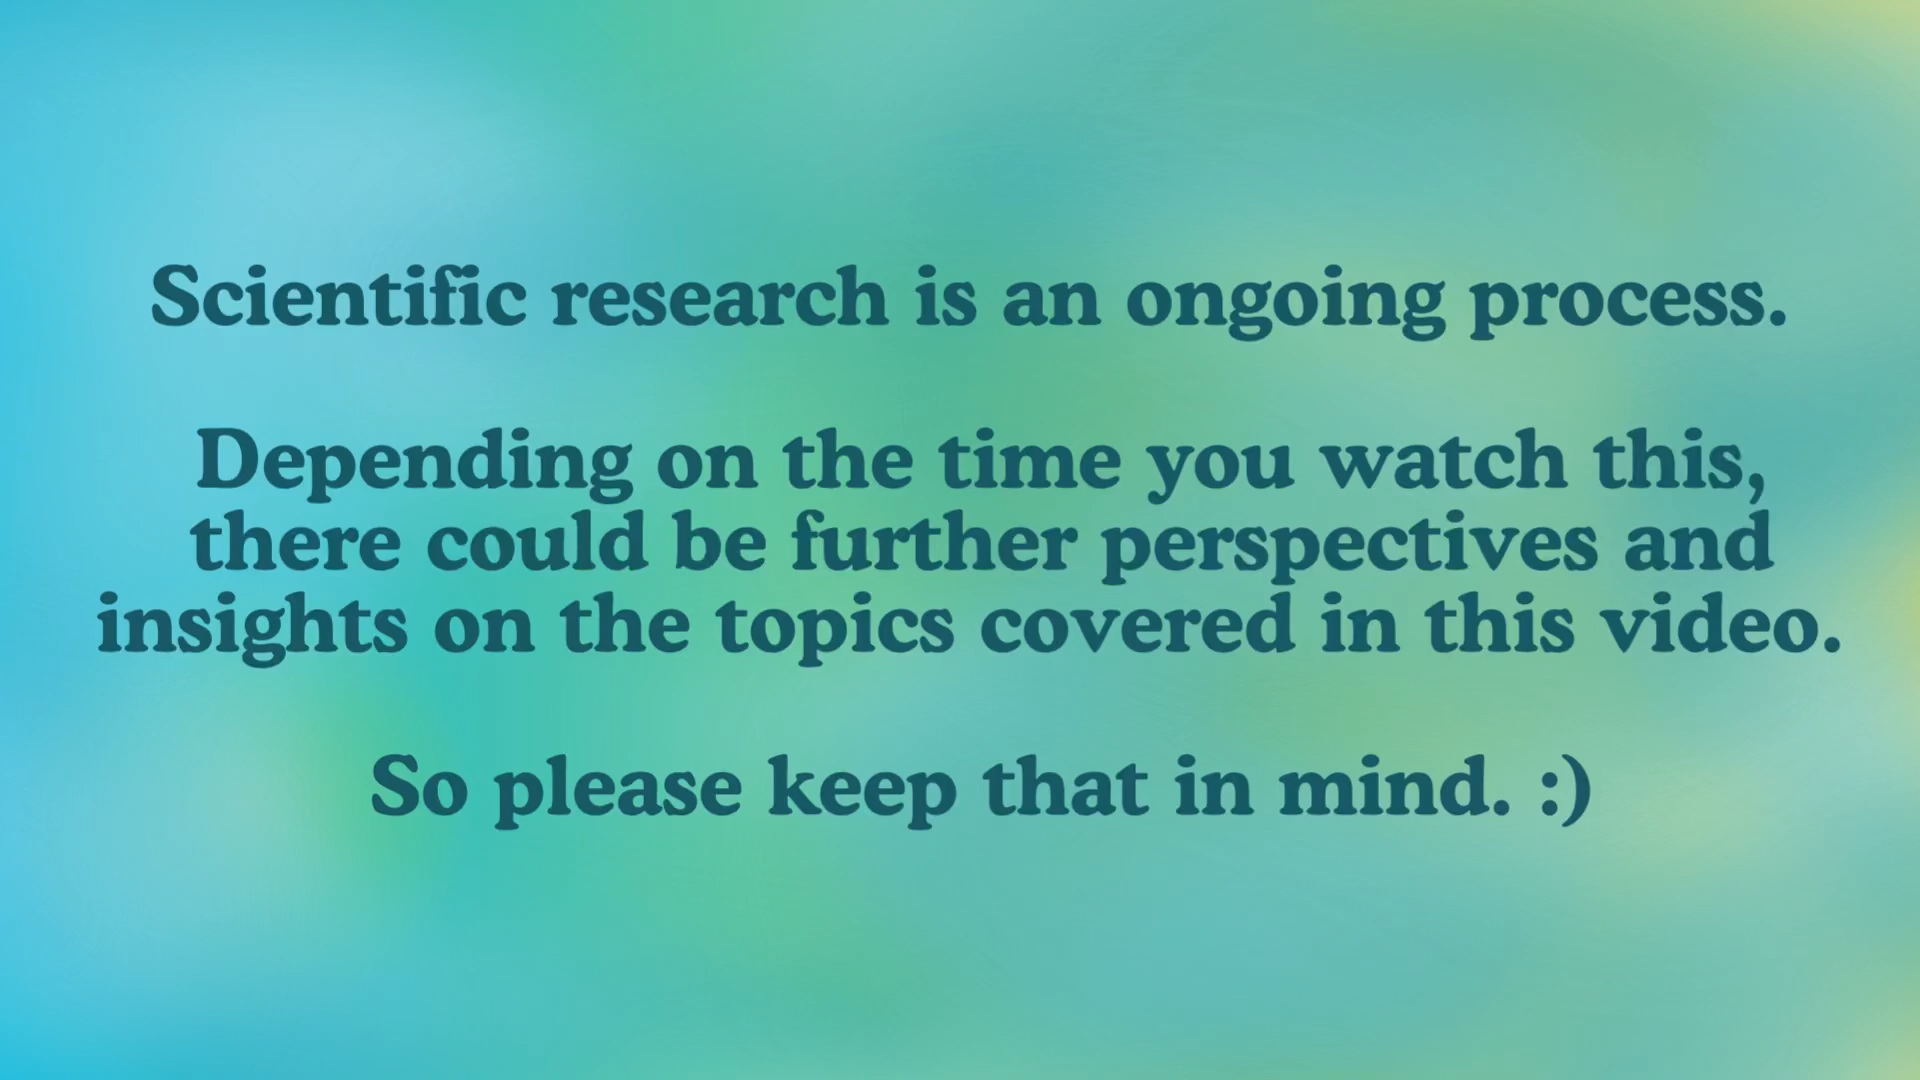 Scientific research is an ongoing process.
Depending on the time you watch this,
there could be further perspectives and
insights on the topics covered in this video.
So please keep that in mind. :)